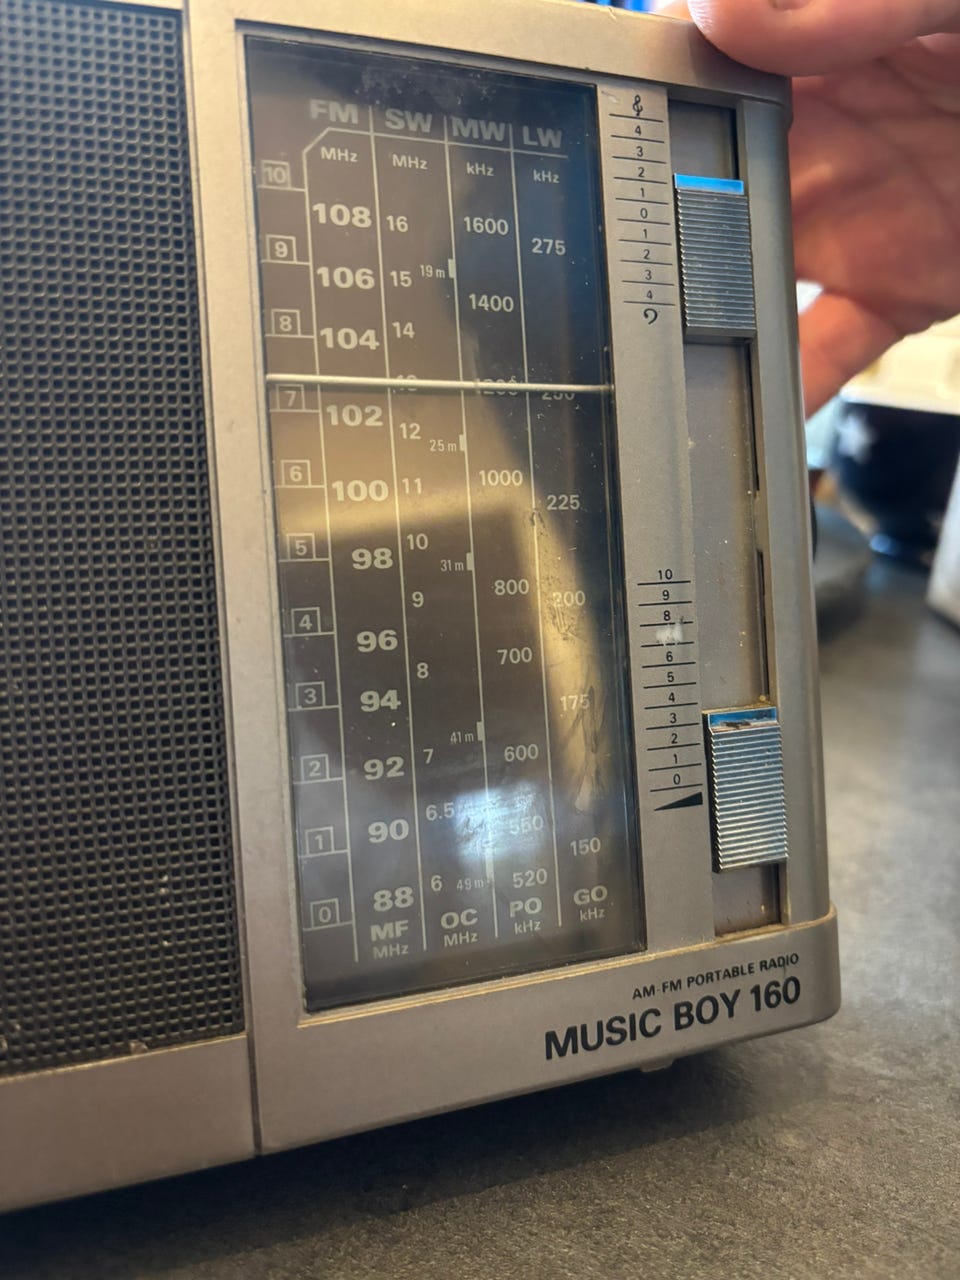 FM SW MW LW
MHz MHz kHz kHz
10
108 16 1600 275
9
106 15 19m
1400
8
104 14
7
102 12 25m
6
100 11 1000 225
5
98 10 31m
800 200
9
4
96 700
8
3
94 175
41m
2
92 7 600
6.5
1
90 550 150
88 6 49m 520
0
MF OC PO GO
MHz MHz kHz kHz
4
3
2
1
0
1
2
3
4
10
9
8
6
5
4
3
2
1
0
AM-FM PORTABLE RADIO
MUSIC BOY 160